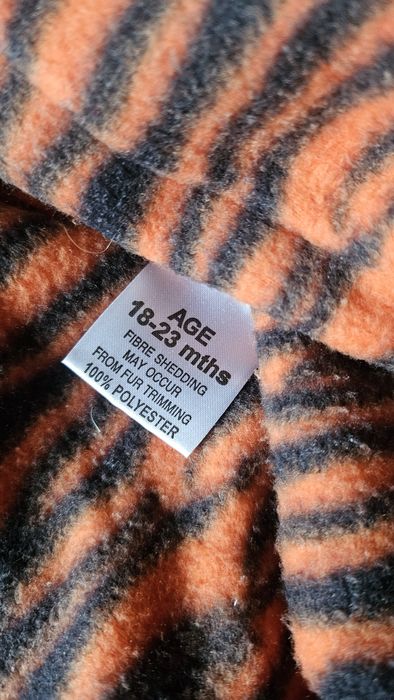 AGE
18-23 mths
FIBRE SHEDDING
MAY OCCUR
FROM FUR TRIMMING
100% POLYESTER